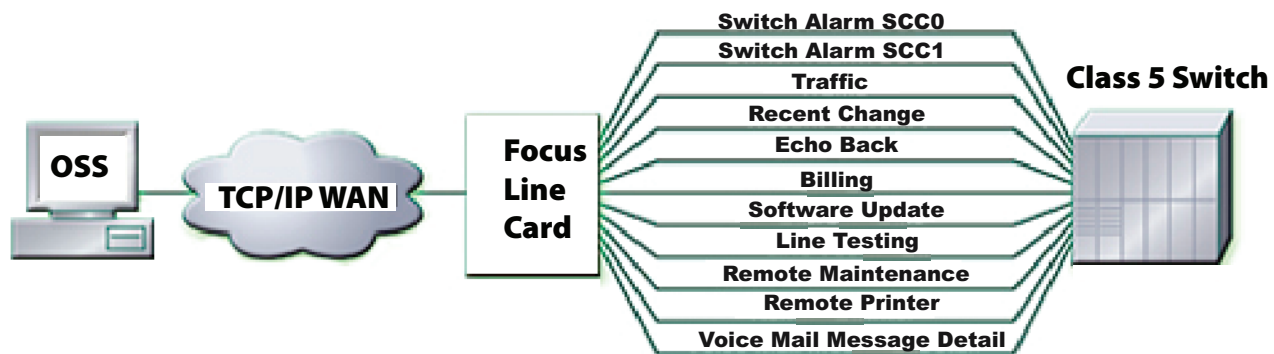 Switch Alarm SCC0
Switch Alarm SCC1
Traffic
Recent Change
Echo Back
Billing
Software Update
Line Testing
Remote Maintenance
Remote Printer
Voice Mail Message Detail
OSS
TCP/IP WAN
Focus
Line
Card
Class 5 Switch